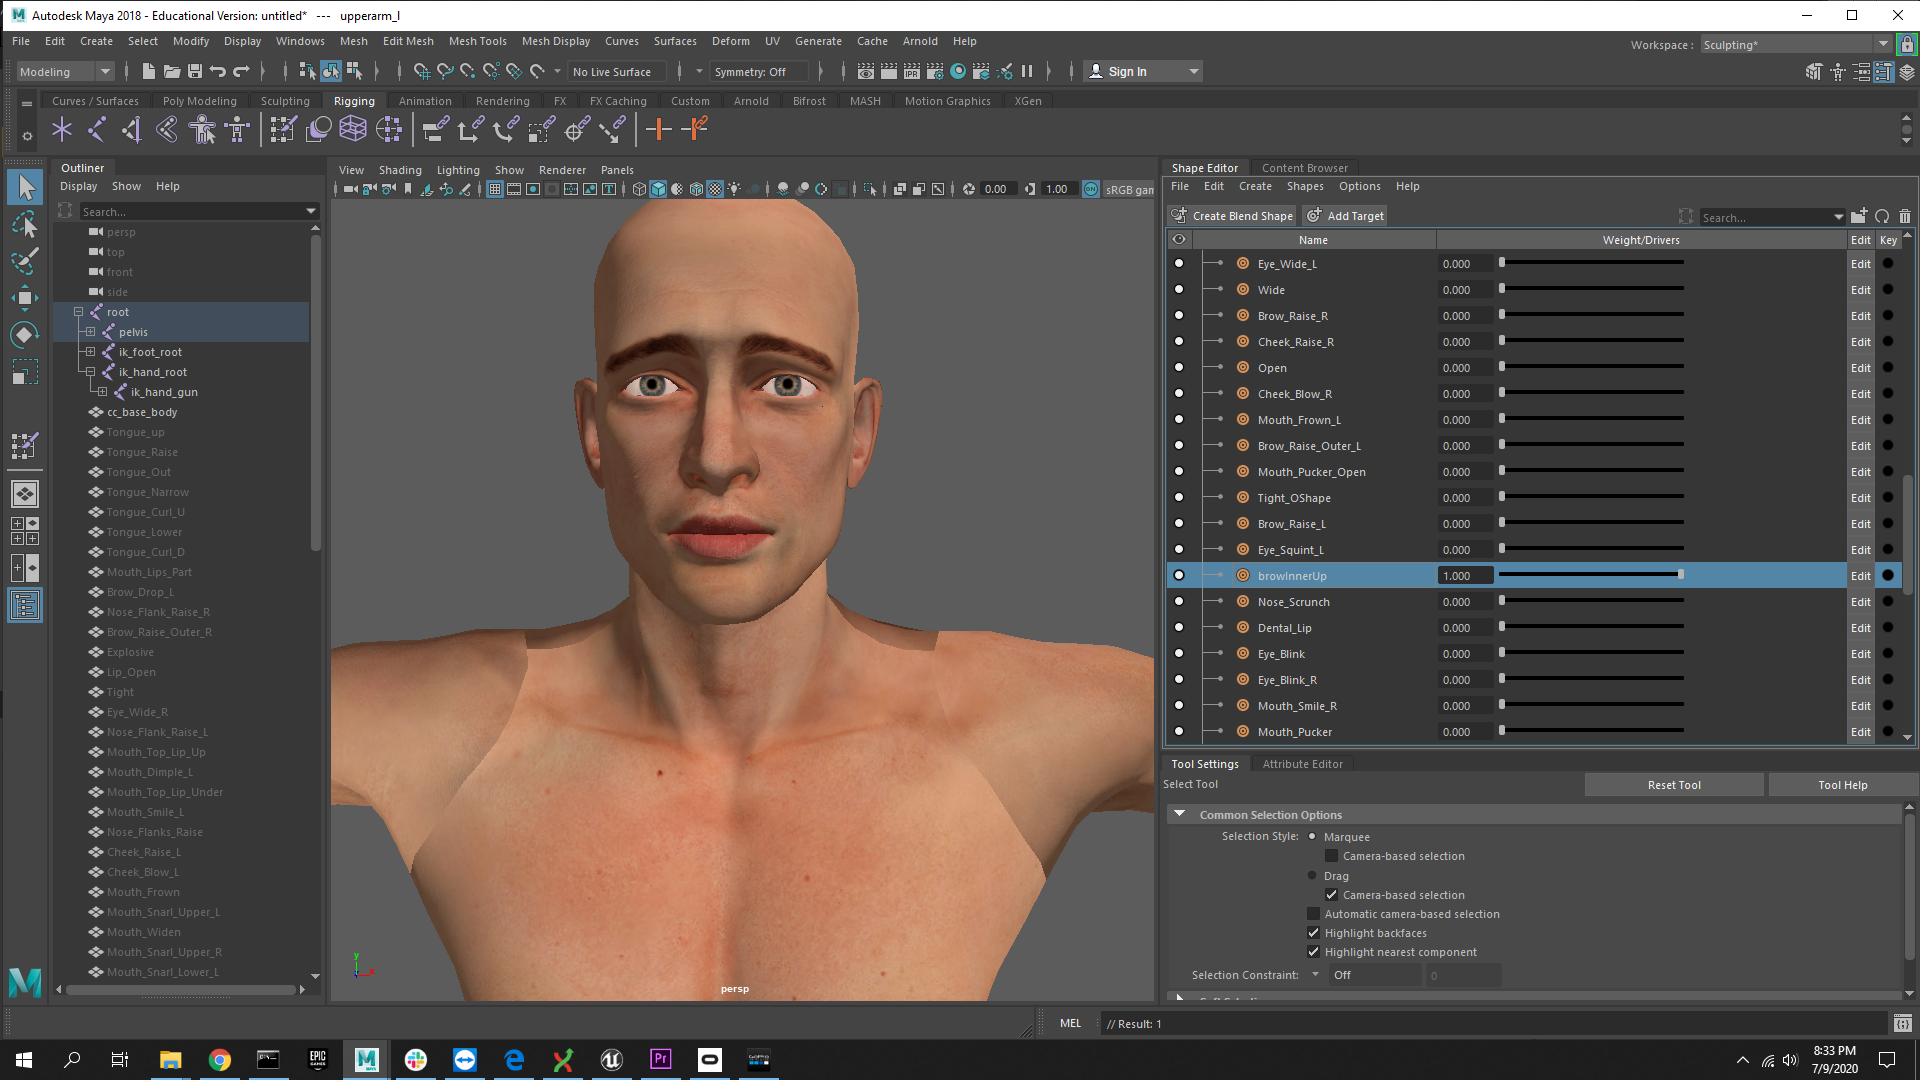 Autodesk Maya 2018 - Educational Version: untitled*   ---   upperarm_l
File Edit Create Select Modify Display Windows Mesh Edit Mesh Mesh Tools Mesh Display Curves Surfaces Deform UV Generate Cache Arnold Help
Workspace : Sculpting*
Modeling No Live Surface Symmetry: Off IPR Sign In
Curves / Surfaces Poly Modeling Sculpting Rigging Animation Rendering FX FX Caching Custom Arnold Bifrost MASH Motion Graphics XGen
Outliner
Display Show Help
Search...
persp
top
front
side
root
pelvis
ik_foot_root
ik_hand_root
ik_hand_gun
cc_base_body
Tongue_up
Tongue_Raise
Tongue_Out
Tongue_Narrow
Tongue_Curl_U
Tongue_Lower
Tongue_Curl_D
Mouth_Lips_Part
Brow_Drop_L
Nose_Flank_Raise_R
Brow_Raise_Outer_R
Explosive
Lip_Open
Tight
Eye_Wide_R
Nose_Flank_Raise_L
Mouth_Top_Lip_Up
Mouth_Dimple_L
Mouth_Top_Lip_Under
Mouth_Smile_L
Nose_Flanks_Raise
Cheek_Raise_L
Cheek_Blow_L
Mouth_Frown
Mouth_Snarl_Upper_L
Mouth_Widen
Mouth_Snarl_Upper_R
Mouth_Snarl_Lower_L
View Shading Lighting Show Renderer Panels
0.00 1.00 ON sRGB gam
y
x
persp
Shape Editor Content Browser
File Edit Create Shapes Options Help
Create Blend Shape Add Target Search...
Name Weight/Drivers Edit Key
Eye_Wide_L 0.000 Edit
Wide 0.000 Edit
Brow_Raise_R 0.000 Edit
Cheek_Raise_R 0.000 Edit
Open 0.000 Edit
Cheek_Blow_R 0.000 Edit
Mouth_Frown_L 0.000 Edit
Brow_Raise_Outer_L 0.000 Edit
Mouth_Pucker_Open 0.000 Edit
Tight_OShape 0.000 Edit
Brow_Raise_L 0.000 Edit
Eye_Squint_L 0.000 Edit
browInnerUp 1.000 Edit
Nose_Scrunch 0.000 Edit
Dental_Lip 0.000 Edit
Eye_Blink 0.000 Edit
Eye_Blink_R 0.000 Edit
Mouth_Smile_R 0.000 Edit
Mouth_Pucker 0.000 Edit
Tool Settings Attribute Editor
Select Tool Reset Tool Tool Help
Common Selection Options
Selection Style: Marquee
Camera-based selection
Drag
Camera-based selection
Automatic camera-based selection
Highlight backfaces
Highlight nearest component
Selection Constraint: Off 0
MEL // Result: 1
EPIC GAMES M MAYA Pr GoPro
8:33 PM
7/9/2020